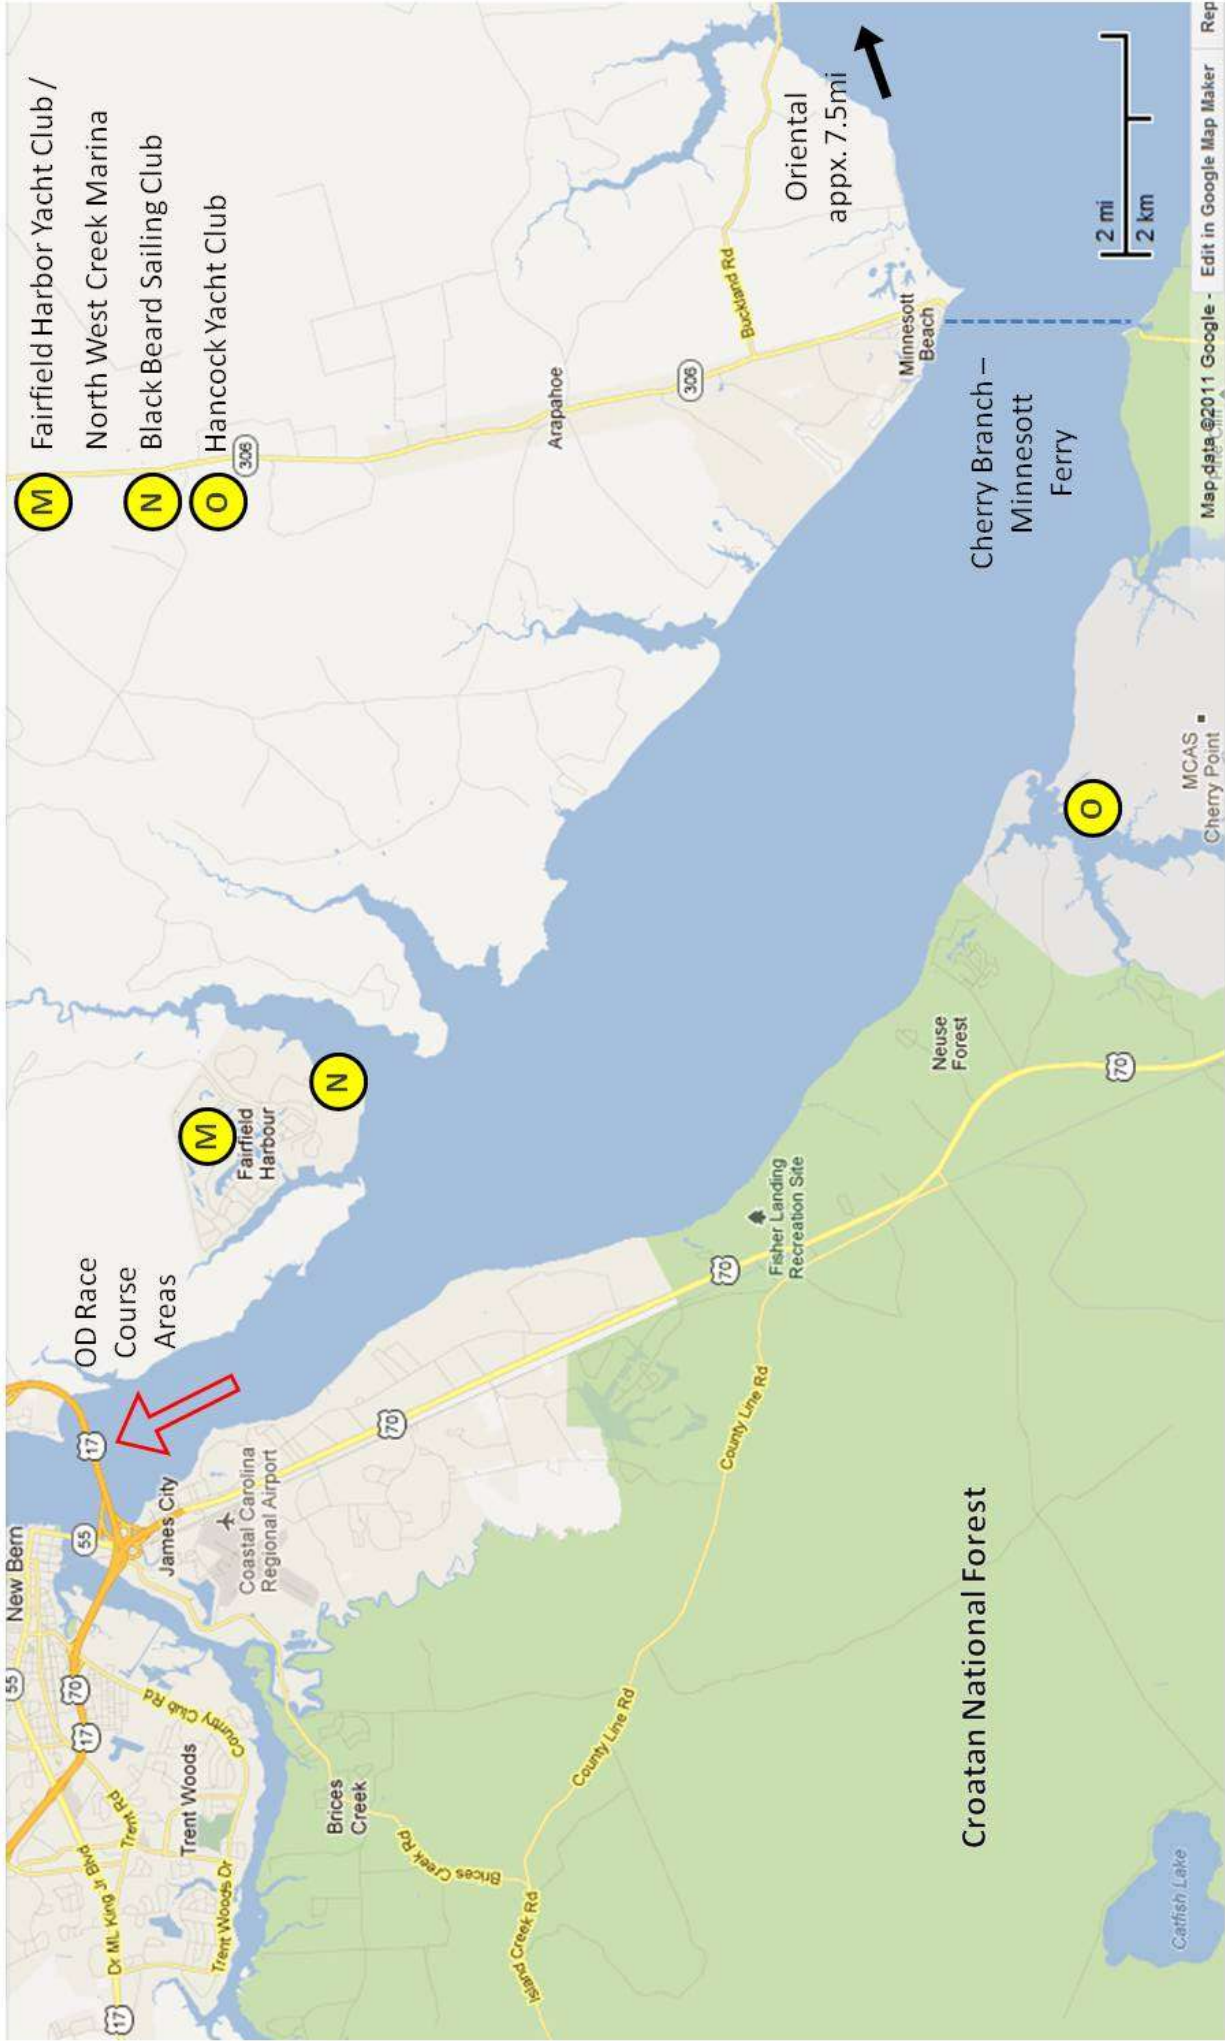 M Fairfield Harbor Yacht Club /
North West Creek Marina
N Black Beard Sailing Club
O Hancock Yacht Club
OD Race
Course
Areas
New Bern
55
55
17
70
17
17
James City
Coastal Carolina
Regional Airport
Country Club Rd
Trent Woods
Trent Rd
Dr ML King Jr Blvd
Trent Woods Dr
Brices
Creek
Brices Creek Rd
Island Creek Rd
County Line Rd
County Line Rd
70
70
70
M
Fairfield
Harbour
N
Fisher Landing
Recreation Site
Neuse
Forest
306
Arapahoe
306
Buckland Rd
Oriental
appx. 7.5mi
Minnesott
Beach
Cherry Branch –
Minnesott
Ferry
O
MCAS
Cherry Point
Croatan National Forest
Catfish Lake
2 mi
2 km
Map data ©2011 Google -
Edit in Google Map Maker
Rep